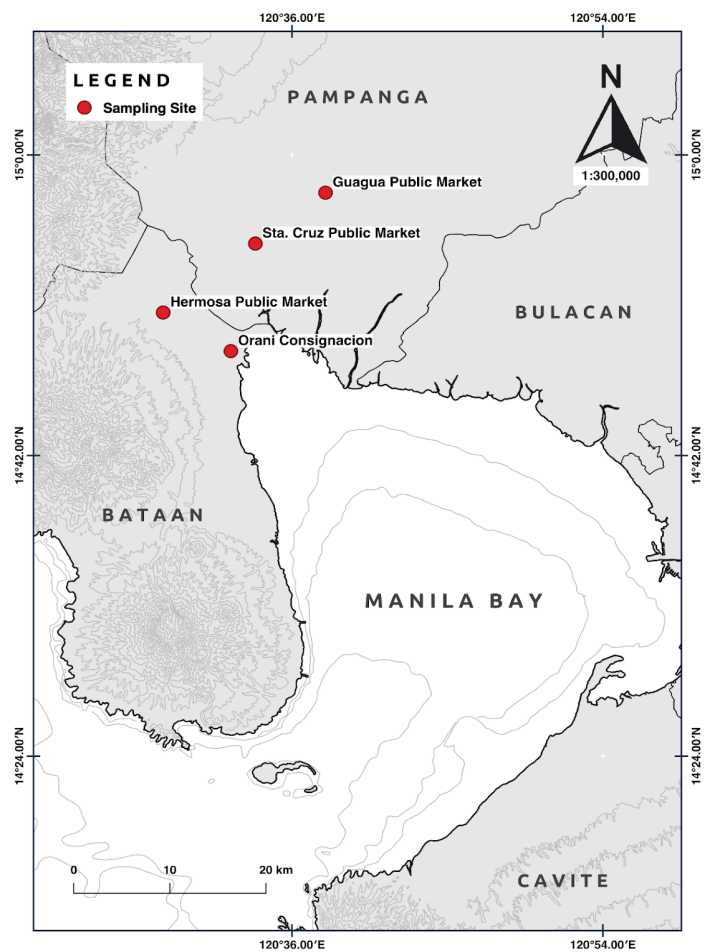 120°36.00'E 120°54.00'E
LEGEND
Sampling Site
PAMPANGA
N
1:300,000
15°0.00'N 15°0.00'N
Guagua Public Market
Sta. Cruz Public Market
Hermosa Public Market
BULACAN
Orani Consignacion
14°42.00'N 14°42.00'N
BATAAN
MANILA BAY
14°24.00'N 14°24.00'N
0 10 20 km
CAVITE
120°36.00'E 120°54.00'E